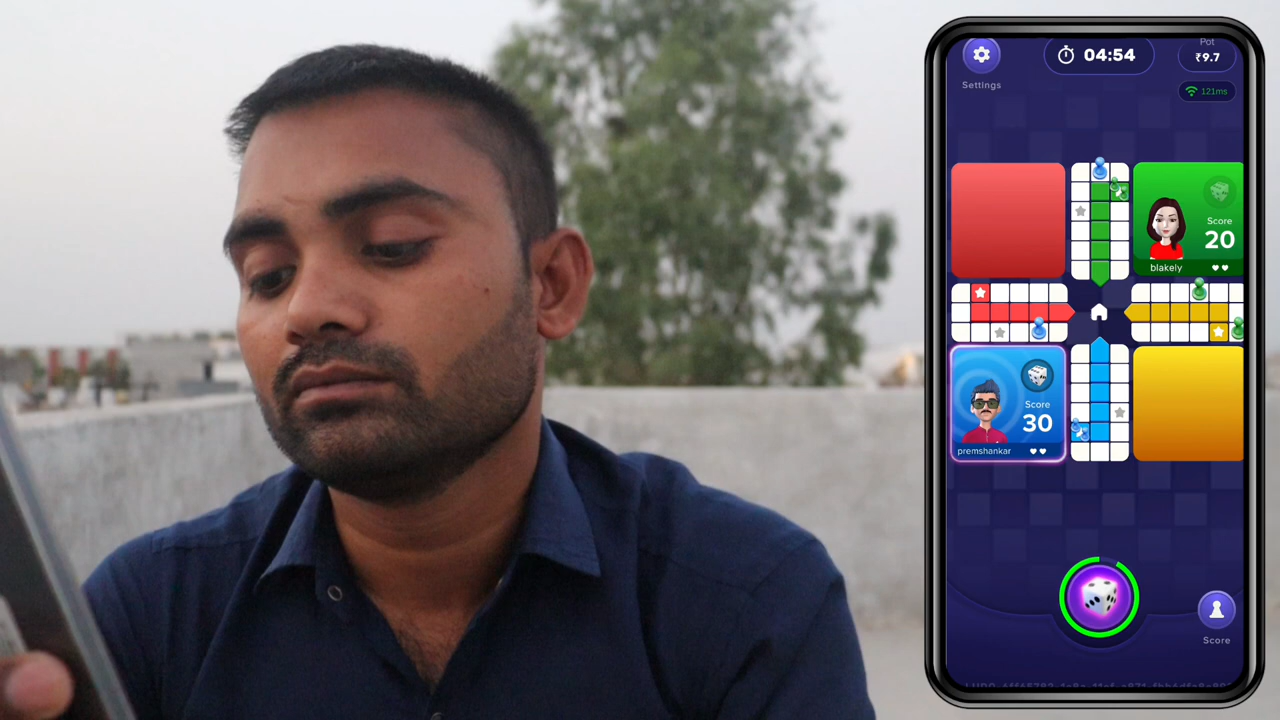 Pot
04:54
₹9.7
Settings
121ms
Score
20
blakely
Score
30
premshankar
Score